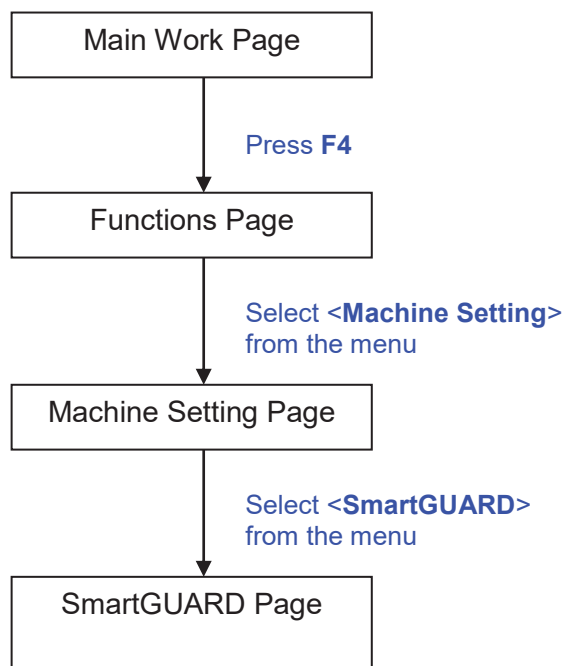 Main Work Page
Press F4
Functions Page
Select <Machine Setting>
from the menu
Machine Setting Page
Select <SmartGUARD>
from the menu
SmartGUARD Page